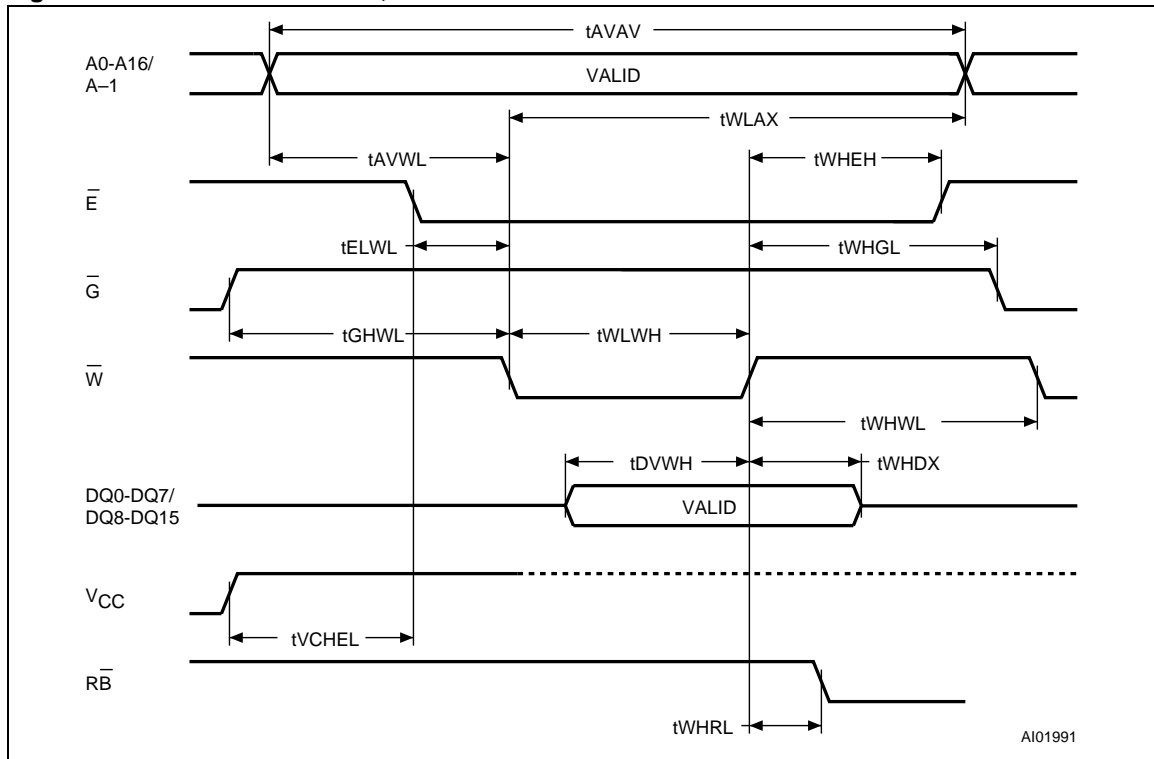 tAVAV
A0-A16/
A–1
VALID
tWLAX
tAVWL
tWHEH
E̅
tELWL
tWHGL
G̅
tGHWL
tWLWH
W̅
tWHWL
tDVWH
tWHDX
DQ0-DQ7/
DQ8-DQ15
VALID
VCC
tVCHEL
RB̅
tWHRL
AI01991